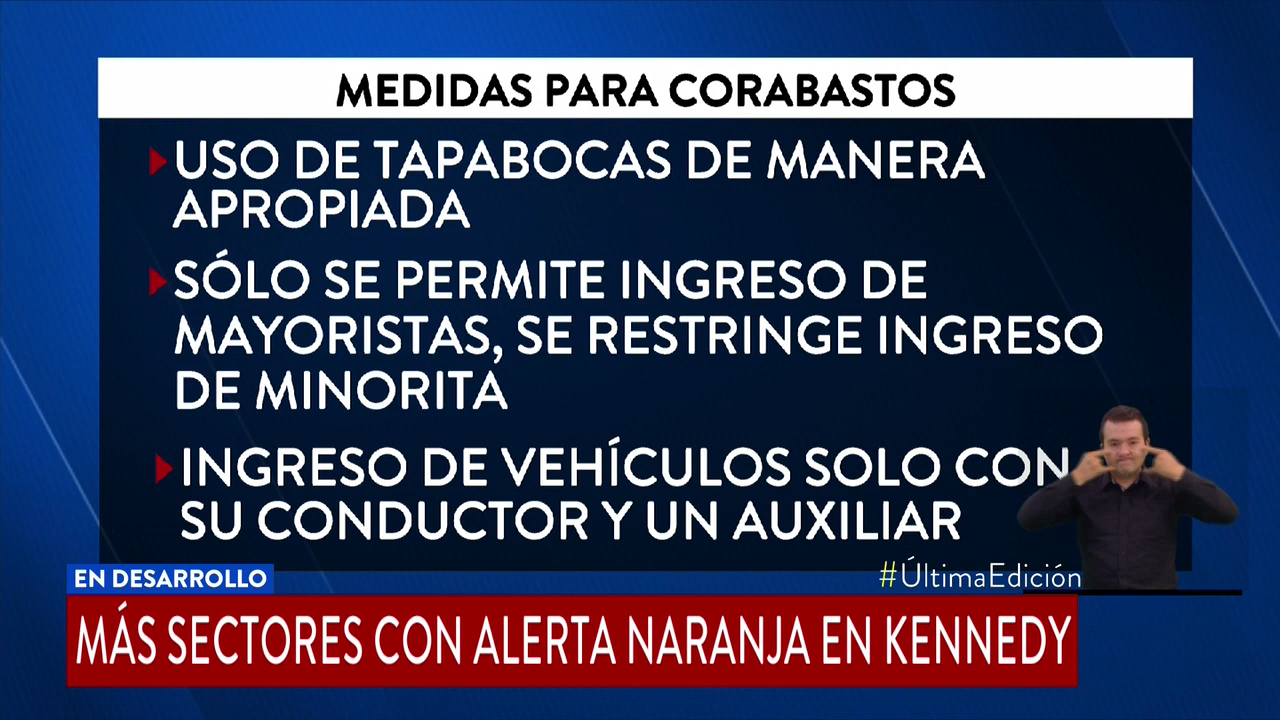 MEDIDAS PARA CORABASTOS
USO DE TAPABOCAS DE MANERA
APROPIADA
SÓLO SE PERMITE INGRESO DE
MAYORISTAS, SE RESTRINGE INGRESO
DE MINORITA
INGRESO DE VEHÍCULOS SOLO CON
SU CONDUCTOR Y UN AUXILIAR
EN DESARROLLO
#ÚltimaEdición
MÁS SECTORES CON ALERTA NARANJA EN KENNEDY